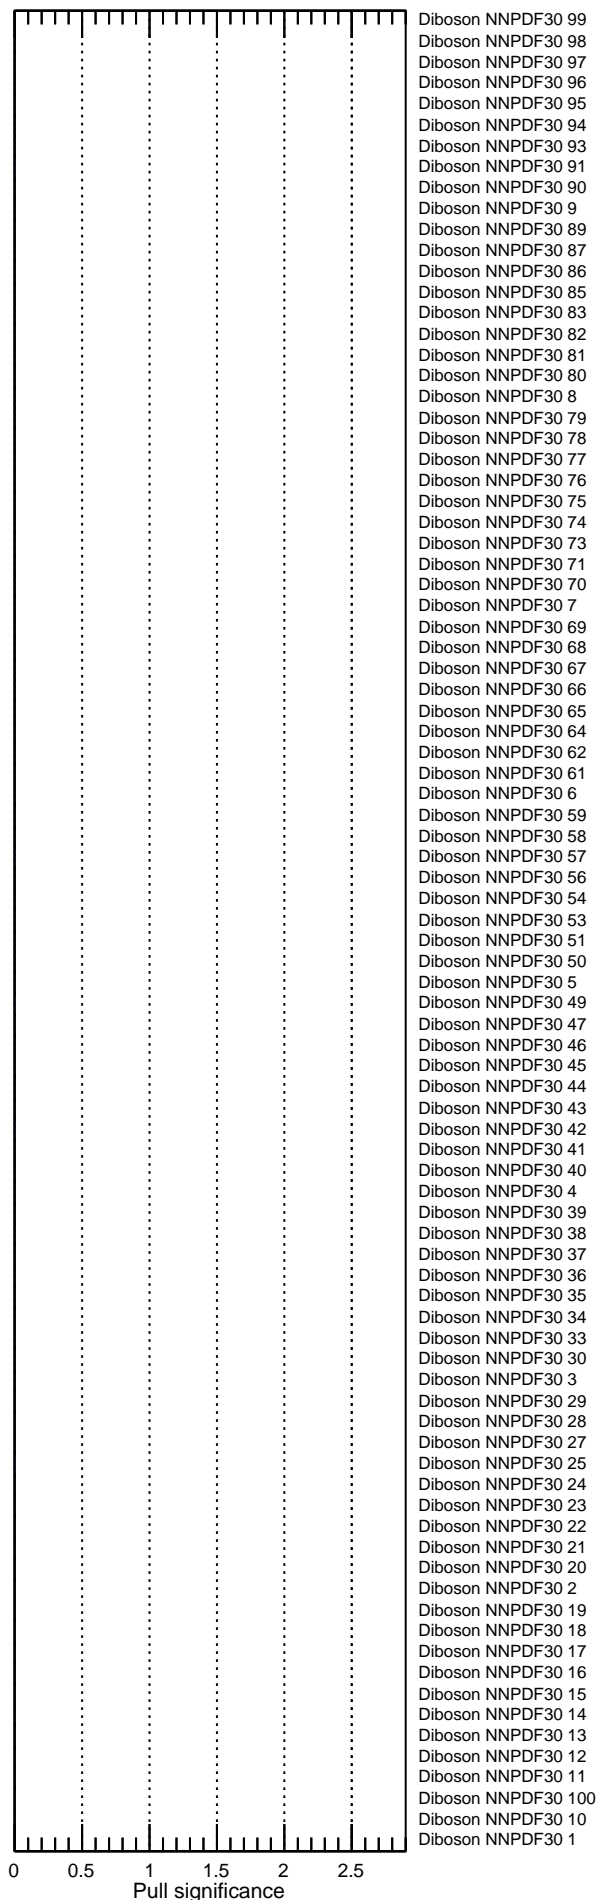 Diboson NNPDF30 99
Diboson NNPDF30 98
Diboson NNPDF30 97
Diboson NNPDF30 96
Diboson NNPDF30 95
Diboson NNPDF30 94
Diboson NNPDF30 93
Diboson NNPDF30 91
Diboson NNPDF30 90
Diboson NNPDF30 9
Diboson NNPDF30 89
Diboson NNPDF30 87
Diboson NNPDF30 86
Diboson NNPDF30 85
Diboson NNPDF30 83
Diboson NNPDF30 82
Diboson NNPDF30 81
Diboson NNPDF30 80
Diboson NNPDF30 8
Diboson NNPDF30 79
Diboson NNPDF30 78
Diboson NNPDF30 77
Diboson NNPDF30 76
Diboson NNPDF30 75
Diboson NNPDF30 74
Diboson NNPDF30 73
Diboson NNPDF30 71
Diboson NNPDF30 70
Diboson NNPDF30 7
Diboson NNPDF30 69
Diboson NNPDF30 68
Diboson NNPDF30 67
Diboson NNPDF30 66
Diboson NNPDF30 65
Diboson NNPDF30 64
Diboson NNPDF30 62
Diboson NNPDF30 61
Diboson NNPDF30 6
Diboson NNPDF30 59
Diboson NNPDF30 58
Diboson NNPDF30 57
Diboson NNPDF30 56
Diboson NNPDF30 54
Diboson NNPDF30 53
Diboson NNPDF30 51
Diboson NNPDF30 50
Diboson NNPDF30 5
Diboson NNPDF30 49
Diboson NNPDF30 47
Diboson NNPDF30 46
Diboson NNPDF30 45
Diboson NNPDF30 44
Diboson NNPDF30 43
Diboson NNPDF30 42
Diboson NNPDF30 41
Diboson NNPDF30 40
Diboson NNPDF30 4
Diboson NNPDF30 39
Diboson NNPDF30 38
Diboson NNPDF30 37
Diboson NNPDF30 36
Diboson NNPDF30 35
Diboson NNPDF30 34
Diboson NNPDF30 33
Diboson NNPDF30 30
Diboson NNPDF30 3
Diboson NNPDF30 29
Diboson NNPDF30 28
Diboson NNPDF30 27
Diboson NNPDF30 25
Diboson NNPDF30 24
Diboson NNPDF30 23
Diboson NNPDF30 22
Diboson NNPDF30 21
Diboson NNPDF30 20
Diboson NNPDF30 2
Diboson NNPDF30 19
Diboson NNPDF30 18
Diboson NNPDF30 17
Diboson NNPDF30 16
Diboson NNPDF30 15
Diboson NNPDF30 14
Diboson NNPDF30 13
Diboson NNPDF30 12
Diboson NNPDF30 11
Diboson NNPDF30 100
Diboson NNPDF30 10
Diboson NNPDF30 1
0 0.5 1 1.5 2 2.5
Pull significance